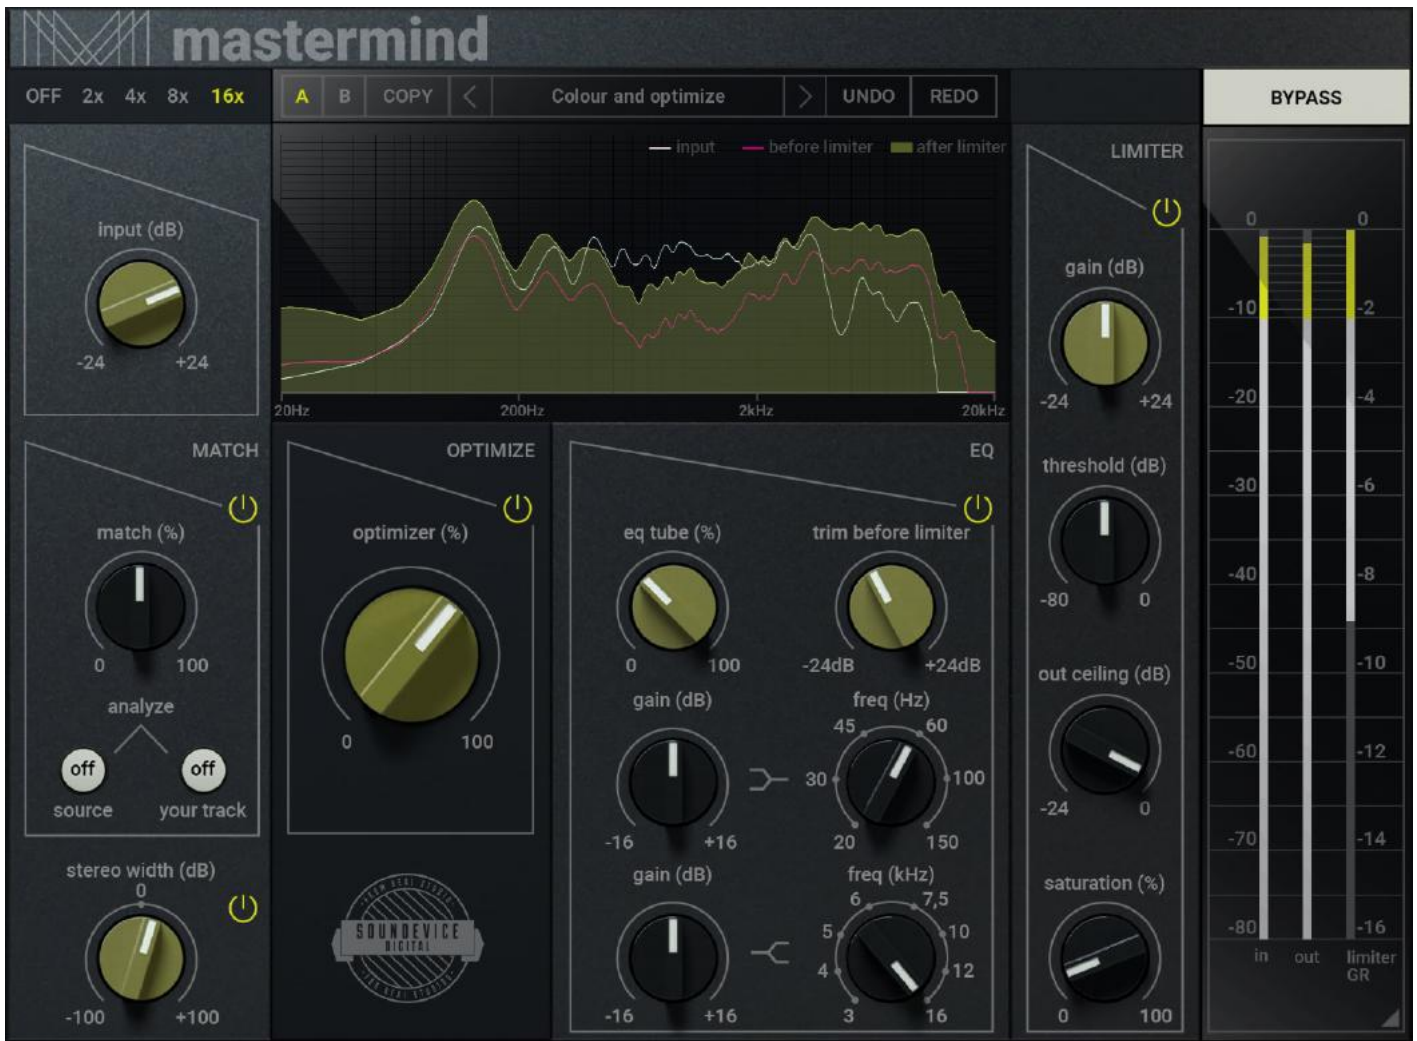 mastermind
OFF 2x 4x 8x 16x
A B COPY Colour and optimize UNDO REDO
BYPASS
input before limiter after limiter
20Hz 200Hz 2kHz 20kHz
input (dB)
-24 +24
MATCH
match (%)
0 100
analyze
off off
source your track
stereo width (dB)
0
-100 +100
OPTIMIZE
optimizer (%)
0 100
FROM REAL STUDIOS
SOUNDEVICE
DIGITAL
FOR REAL STUDIOS
EQ
eq tube (%) trim before limiter
0 100 -24dB +24dB
gain (dB) freq (Hz)
45 60
30 100
-16 +16 20 150
gain (dB) freq (kHz)
6 7,5
5 10
4 12
-16 +16 3 16
LIMITER
gain (dB)
-24 +24
threshold (dB)
-80 0
out ceiling (dB)
-24 0
saturation (%)
0 100
0 0
-10 -2
-20 -4
-30 -6
-40 -8
-50 -10
-60 -12
-70 -14
-80 -16
in out limiter
GR